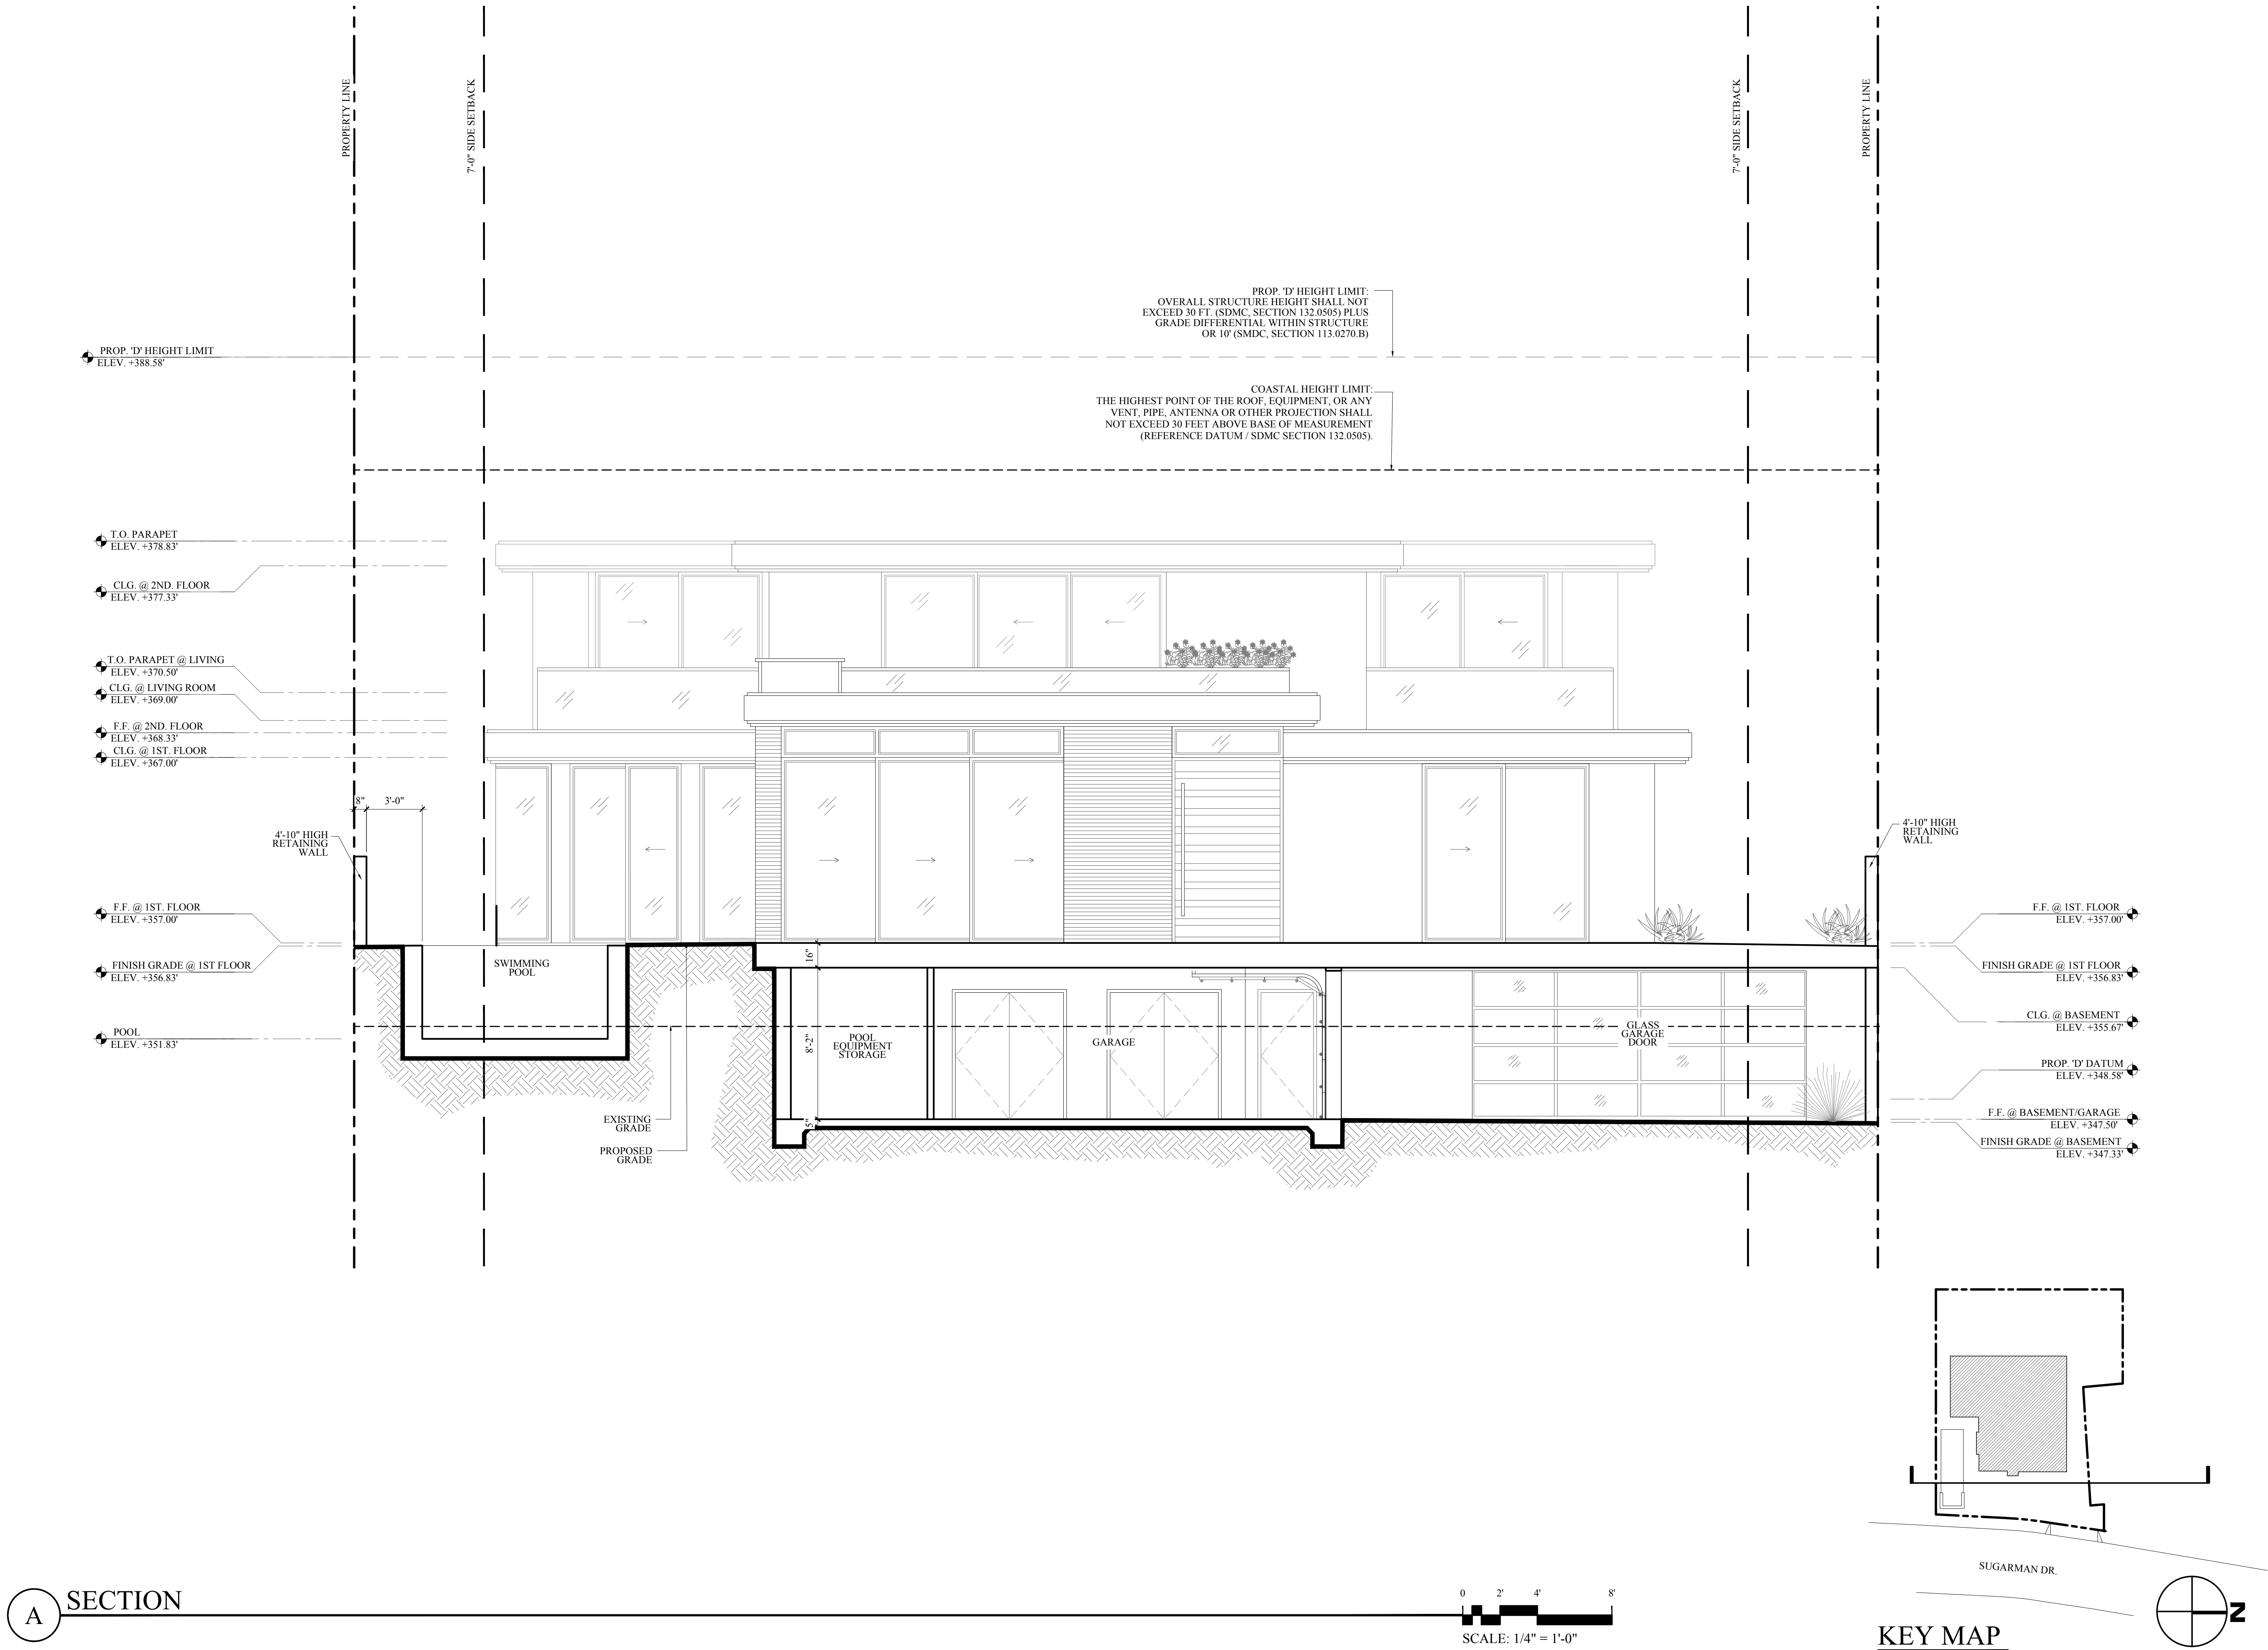 PROPERTY LINE
7'-0" SIDE SETBACK
7'-0" SIDE SETBACK
PROPERTY LINE
PROP. 'D' HEIGHT LIMIT:
OVERALL STRUCTURE HEIGHT SHALL NOT
EXCEED 30 FT. (SDMC, SECTION 132.0505) PLUS
GRADE DIFFERENTIAL WITHIN STRUCTURE
OR 10' (SMDC, SECTION 113.0270.B)
PROP. 'D' HEIGHT LIMIT
ELEV. +388.58'
COASTAL HEIGHT LIMIT:
THE HIGHEST POINT OF THE ROOF, EQUIPMENT, OR ANY
VENT, PIPE, ANTENNA OR OTHER PROJECTION SHALL
NOT EXCEED 30 FEET ABOVE BASE OF MEASUREMENT
(REFERENCE DATUM / SDMC SECTION 132.0505).
T.O. PARAPET
ELEV. +378.83'
CLG. @ 2ND. FLOOR
ELEV. +377.33'
T.O. PARAPET @ LIVING
ELEV. +370.50'
CLG. @ LIVING ROOM
ELEV. +369.00'
F.F. @ 2ND. FLOOR
ELEV. +368.33'
CLG. @ 1ST. FLOOR
ELEV. +367.00'
8"
3'-0"
4'-10" HIGH
RETAINING
WALL
4'-10" HIGH
RETAINING
WALL
F.F. @ 1ST. FLOOR
ELEV. +357.00'
FINISH GRADE @ 1ST FLOOR
ELEV. +356.83'
POOL
ELEV. +351.83'
SWIMMING
POOL
16"
8'-2"
5"
POOL
EQUIPMENT
STORAGE
GARAGE
GLASS
GARAGE
DOOR
EXISTING
GRADE
PROPOSED
GRADE
F.F. @ 1ST. FLOOR
ELEV. +357.00'
FINISH GRADE @ 1ST FLOOR
ELEV. +356.83'
CLG. @ BASEMENT
ELEV. +355.67'
PROP. 'D' DATUM
ELEV. +348.58'
F.F. @ BASEMENT/GARAGE
ELEV. +347.50'
FINISH GRADE @ BASEMENT
ELEV. +347.33'
SUGARMAN DR.
N
KEY MAP
A
SECTION
0 2' 4' 8'
SCALE: 1/4" = 1'-0"